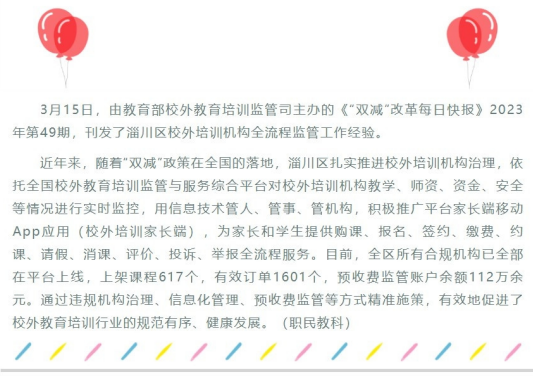 3月15日，由教育部校外教育培训监管司主办的《“双减“改革每日快报》2023
年第49期，刊发了淄川区校外培训机构全流程监管工作经验。
近年来，随着“双减”政策在全国的落地，淄川区扎实推进校外培训机构治理，依
托全国校外教育培训监管与服务综合平台对校外培训机构教学、师资、资金、安全
等情况进行实时监控，用信息技术管人、管事、管机构，积极推广平台家长端移动
App应用（校外培训家长端），为家长和学生提供购课、报名、签约、缴费、约
课、请假、消课、评价、投诉、举报全流程服务。目前，全区所有合规机构已全部
在平台上线，上架课程617个，有效订单1601个，预收费监管账户余额112万余
元。通过违规机构治理、信息化管理、预收费监管等方式精准施策，有效地促进了
校外教育培训行业的规范有序、健康发展。（职民教科）